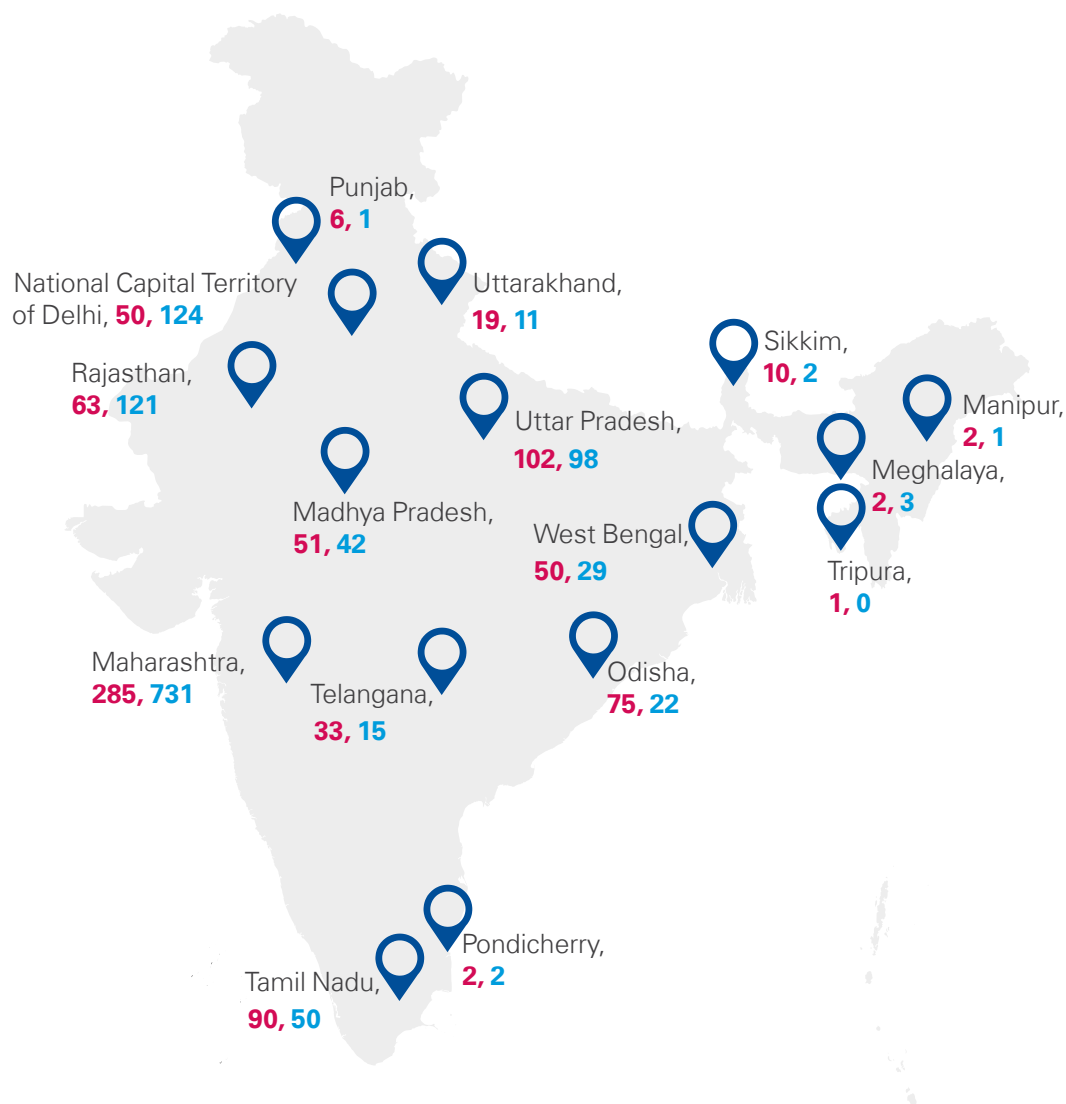 Punjab,
6, 1
National Capital Territory
of Delhi, 50, 124
Uttarakhand,
19, 11
Sikkim,
10, 2
Rajasthan,
63, 121
Manipur,
2, 1
Uttar Pradesh,
102, 98
Meghalaya,
2, 3
Madhya Pradesh,
51, 42
West Bengal,
50, 29
Tripura,
1, 0
Maharashtra,
285, 731
Telangana,
33, 15
Odisha,
75, 22
Pondicherry,
2, 2
Tamil Nadu,
90, 50